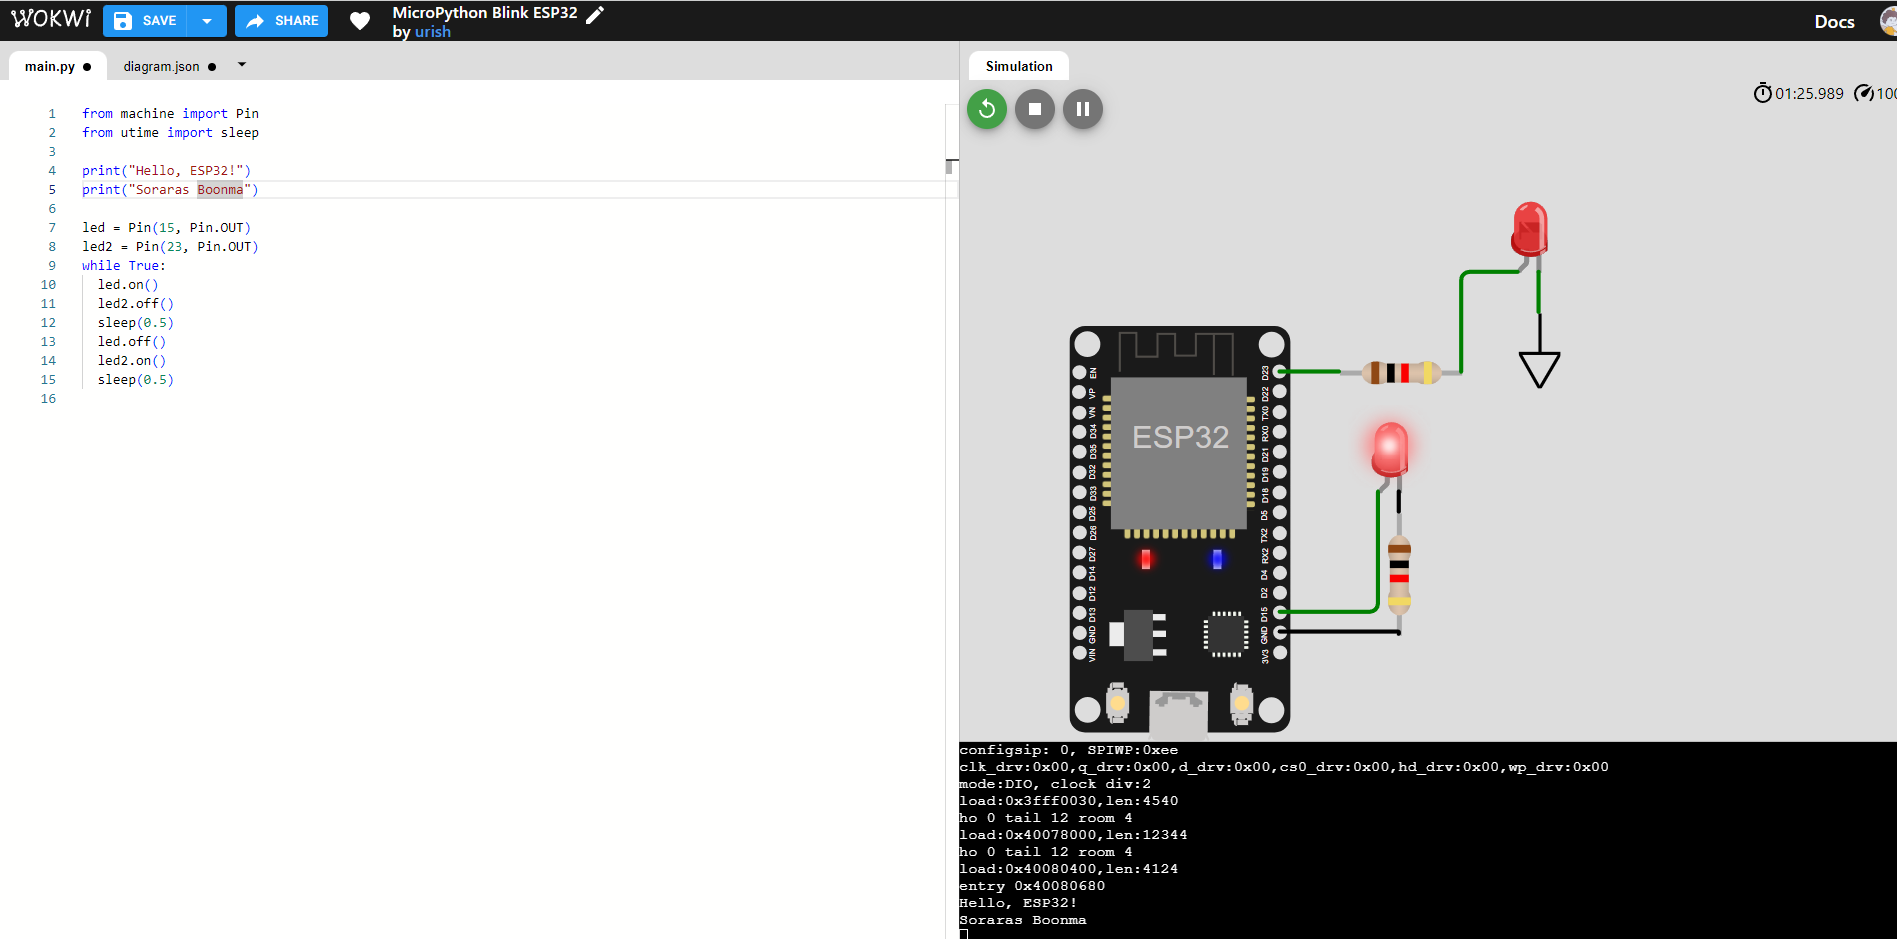 WOKWI
SAVE
SHARE
MicroPython Blink ESP32
by urish
Docs
main.py
diagram.json
1 from machine import Pin
2 from utime import sleep
3
4 print("Hello, ESP32!")
5 print("Soraras Boonma")
6
7 led = Pin(15, Pin.OUT)
8 led2 = Pin(23, Pin.OUT)
9 while True:
10 led.on()
11 led2.off()
12 sleep(0.5)
13 led.off()
14 led2.on()
15 sleep(0.5)
16
Simulation
01:25.989
100
ESP32
EN
VP
VN
D34
D35
D32
D33
D25
D26
D27
D14
D12
D13
GND
VIN
D23
D22
TX0
RX0
D21
D19
D18
D5
TX2
RX2
D4
D2
D15
GND
3V3
configsip: 0, SPIWP:0xee
clk_drv:0x00,q_drv:0x00,d_drv:0x00,cs0_drv:0x00,hd_drv:0x00,wp_drv:0x00
mode:DIO, clock div:2
load:0x3fff0030,len:4540
ho 0 tail 12 room 4
load:0x40078000,len:12344
ho 0 tail 12 room 4
load:0x40080400,len:4124
entry 0x40080680
Hello, ESP32!
Soraras Boonma